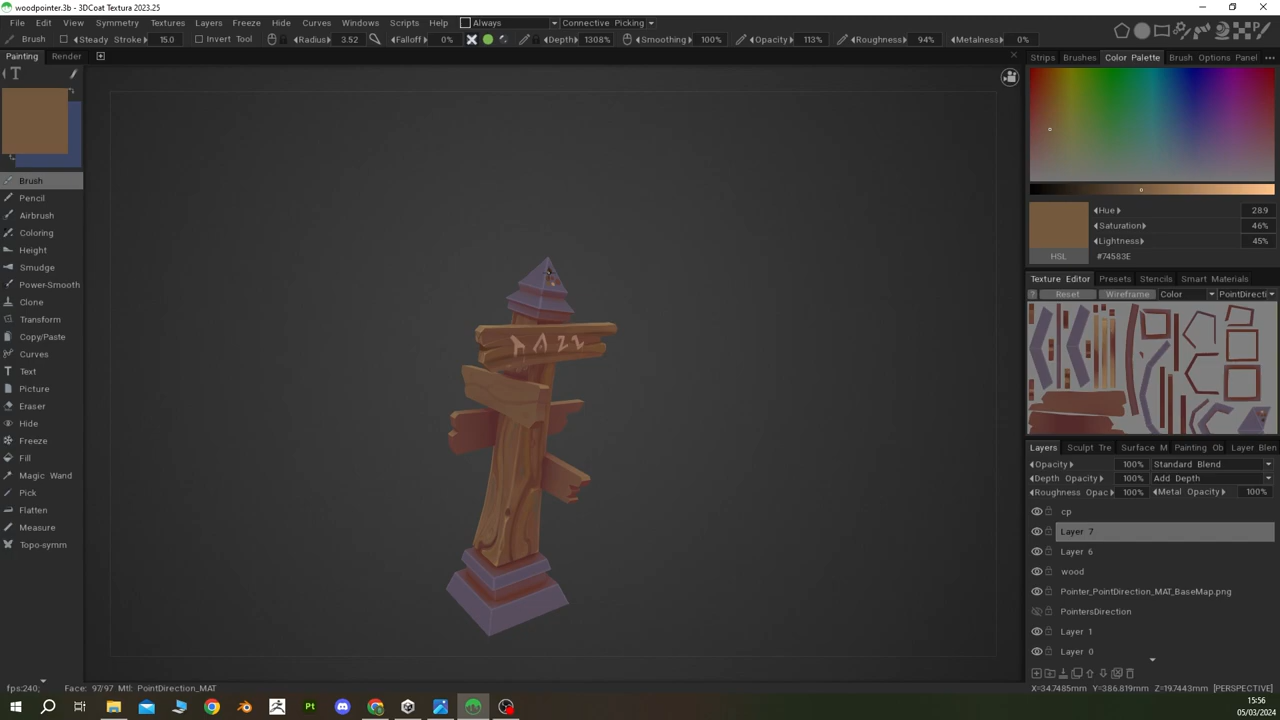 woodpointer.3b - 3DCoat Textura 2023.25
File Edit View Symmetry Textures Layers Freeze Hide Curves Windows Scripts Help Always Connective Picking
Brush Steady Stroke 15.0 Invert Tool Radius 3.52 Falloff 0% Depth 1308% Smoothing 100% Opacity 113% Roughness 94% Metalness 0%
Painting Render
Strips Brushes Color Palette Brush Options Panel
T
Brush
Pencil
Airbrush
Coloring
Height
Smudge
Power-Smooth
Clone
Transform
Copy/Paste
Curves
Text
Picture
Eraser
Hide
Freeze
Fill
Magic Wand
Pick
Flatten
Measure
Topo-symm
Hue 28.9
Saturation 46%
Lightness 45%
HSL #74583E
Texture Editor Presets Stencils Smart Materials
? Reset Wireframe Color PointDirecti
Layers Sculpt Tre Surface M Painting Ob Layer Blen
Opacity 100% Standard Blend
Depth Opacity 100% Add Depth
Roughness Opac 100% Metal Opacity 100%
cp
Layer 7
Layer 6
wood
Pointer_PointDirection_MAT_BaseMap.png
PointersDirection
Layer 1
Layer 0
fps:240; Face: 97/97 Mtl: PointDirection_MAT
X=34.7485mm Y=386.819mm Z=19.7443mm [PERSPECTIVE]
Pt
15:56
05/03/2024